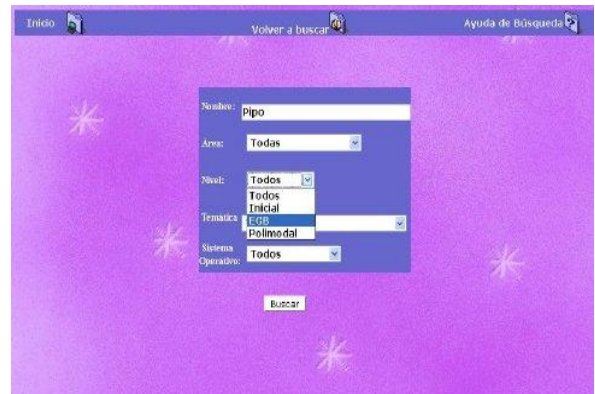 Inicio
Volver a buscar
Ayuda de Búsqueda
Nombre: Pipo
Área: Todas
Nivel: Todos
Todos
Inicial
Temática EGB
Polimodal
Sistema Operativo: Todos
Buscar